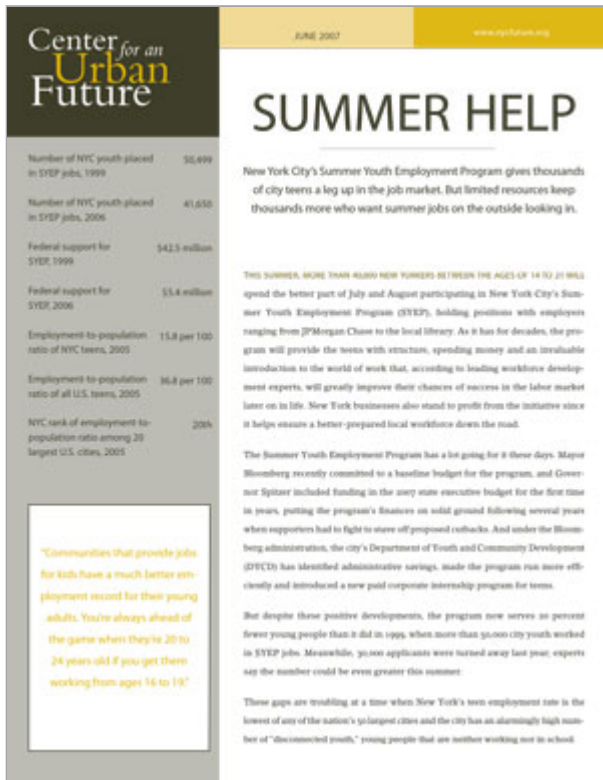 Center for an
Urban
Future
JUNE 2007
www.nycfuture.org
SUMMER HELP
New York City's Summer Youth Employment Program gives thousands
of city teens a leg up in the job market. But limited resources keep
thousands more who want summer jobs on the outside looking in.
Number of NYC youth placed 50,499
in SYEP jobs, 1999
Number of NYC youth placed 41,650
in SYEP jobs, 2006
Federal support for $42.5 million
SYEP, 1999
Federal support for $5.4 million
SYEP, 2006
Employment-to-population 15.8 per 100
ratio of NYC teens, 2005
Employment-to-population 36.8 per 100
ratio of all U.S. teens, 2005
NYC rank of employment-to- 20th
population ratio among 20
largest U.S. cities, 2005
"Communities that provide jobs
for kids have a much better em-
ployment record for their young
adults. You're always ahead of
the game when they're 20 to
24 years old if you get them
working from ages 16 to 19."
THIS SUMMER, MORE THAN 40,000 NEW YORKERS BETWEEN THE AGES OF 14 TO 21 WILL
spend the better part of July and August participating in New York City's Sum-
mer Youth Employment Program (SYEP), holding positions with employers
ranging from JPMorgan Chase to the local library. As it has for decades, the pro-
gram will provide the teens with structure, spending money and an invaluable
introduction to the world of work that, according to leading workforce develop-
ment experts, will greatly improve their chances of success in the labor market
later on in life. New York businesses also stand to profit from the initiative since
it helps ensure a better-prepared local workforce down the road.
The Summer Youth Employment Program has a lot going for it these days. Mayor
Bloomberg recently committed to a baseline budget for the program, and Gover-
nor Spitzer included funding in the 2007 state executive budget for the first time
in years, putting the program's finances on solid ground following several years
when supporters had to fight to stave off proposed cutbacks. And under the Bloom-
berg administration, the city's Department of Youth and Community Development
(DYCD) has identified administrative savings, made the program run more effi-
ciently and introduced a new paid corporate internship program for teens.
But despite these positive developments, the program now serves 20 percent
fewer young people than it did in 1999, when more than 50,000 city youth worked
in SYEP jobs. Meanwhile, 30,000 applicants were turned away last year; experts
say the number could be even greater this summer.
These gaps are troubling at a time when New York's teen employment rate is the
lowest of any of the nation's 50 largest cities and the city has an alarmingly high num-
ber of "disconnected youth," young people that are neither working nor in school.